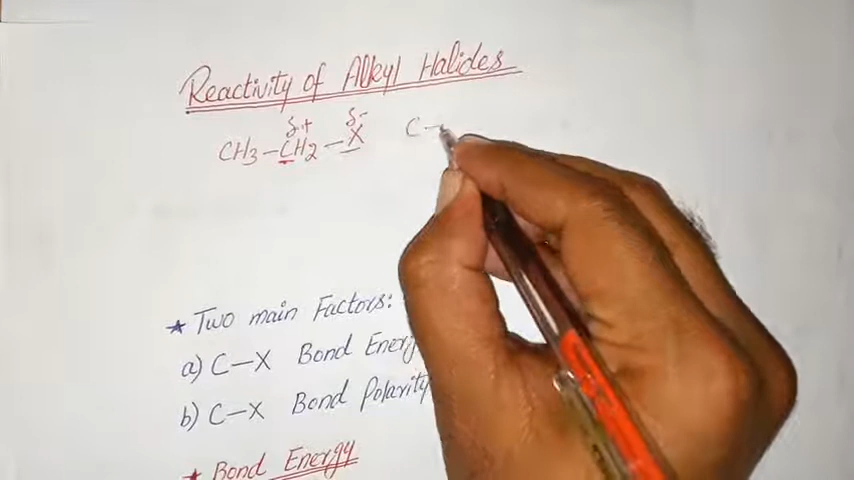 Reactivity of Alkyl Halides
δ+ δ-
CH3-CH2-X C-
★ Two main Factors:
a) C-X Bond Energy
b) C-X Bond Polarity
★ Bond Energy